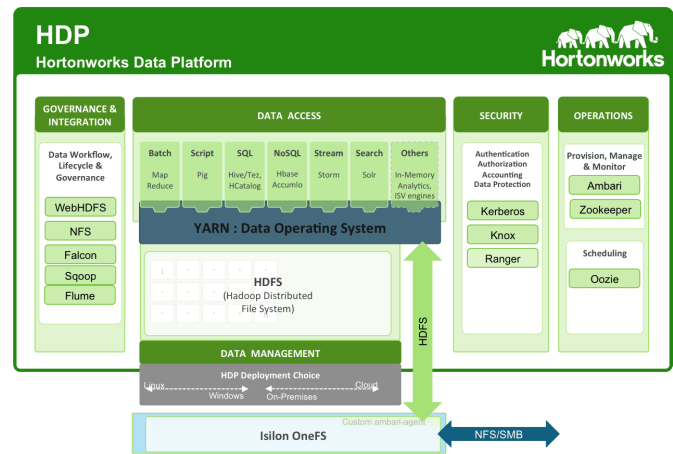 HDP
Hortonworks Data Platform
Hortonworks
GOVERNANCE &
INTEGRATION
Data Workflow,
Lifecycle &
Governance
WebHDFS
NFS
Falcon
Sqoop
Flume
DATA ACCESS
Batch
Map
Reduce
Script
Pig
SQL
Hive/Tez,
HCatalog
NoSQL
Hbase
Accumlo
Stream
Storm
Search
Solr
Others
In-Memory
Analytics,
ISV engines
YARN : Data Operating System
HDFS
(Hadoop Distributed
File System)
DATA MANAGEMENT
HDP Deployment Choice
Linux
Windows
On-Premises
Cloud
SECURITY
Authentication
Authorization
Accounting
Data Protection
Kerberos
Knox
Ranger
OPERATIONS
Provision, Manage
& Monitor
Ambari
Zookeeper
Scheduling
Oozie
HDFS
Custom ambari-agent
Isilon OneFS
NFS/SMB